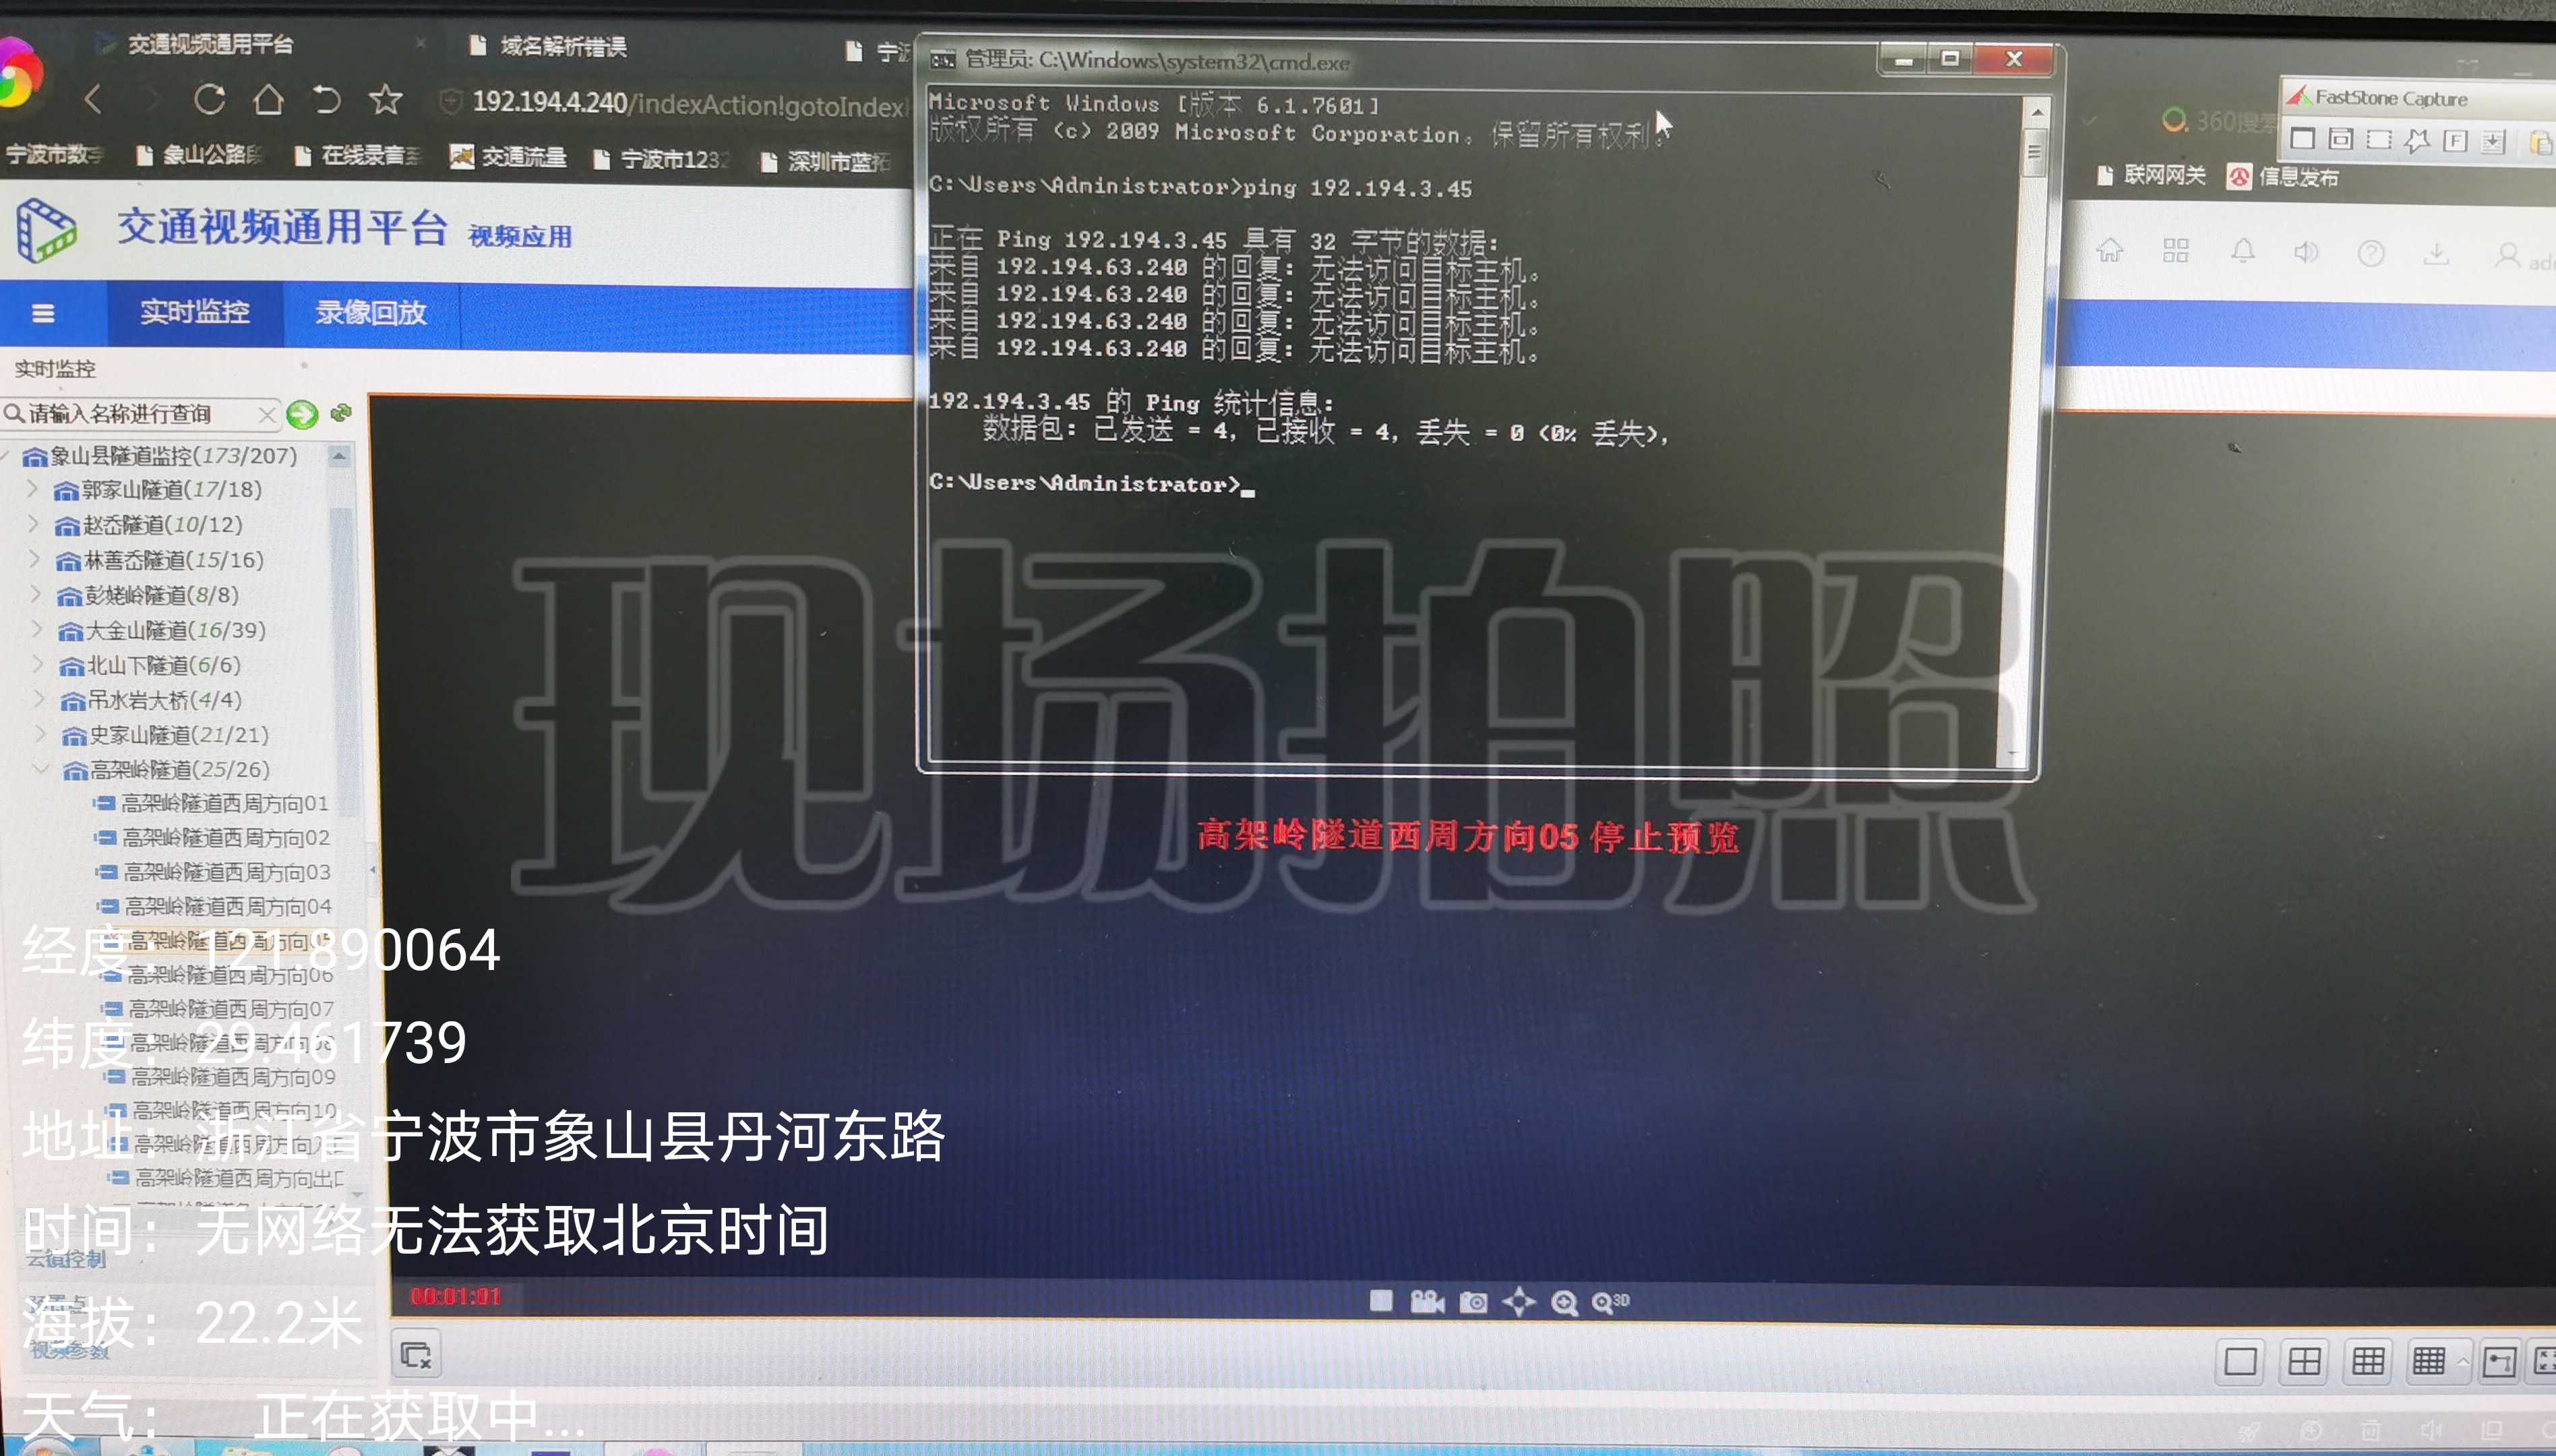 交通视频通用平台
域名解析错误
管理员: C:\Windows\system32\cmd.exe
192.194.4.240/indexAction!gotoIndex
FastStone Capture
宁波市数字
象山公路段
在线录音系
交通流量
宁波市1232
深圳市蓝拓
联网网关
信息发布
交通视频通用平台 视频应用
实时监控
录像回放
实时监控
请输入名称进行查询
Microsoft Windows [版本 6.1.7601]
版权所有 (c) 2009 Microsoft Corporation。保留所有权利。
C:\Users\Administrator>ping 192.194.3.45
正在 Ping 192.194.3.45 具有 32 字节的数据:
来自 192.194.63.240 的回复: 无法访问目标主机。
来自 192.194.63.240 的回复: 无法访问目标主机。
来自 192.194.63.240 的回复: 无法访问目标主机。
来自 192.194.63.240 的回复: 无法访问目标主机。
192.194.3.45 的 Ping 统计信息:
数据包: 已发送 = 4, 已接收 = 4, 丢失 = 0 (0% 丢失),
C:\Users\Administrator>
象山县隧道监控(173/207)
郭家山隧道(17/18)
赵岙隧道(10/12)
林善岙隧道(15/16)
彭姥岭隧道(8/8)
大金山隧道(16/39)
北山下隧道(6/6)
吊水岩大桥(4/4)
史家山隧道(21/21)
高架岭隧道(25/26)
高架岭隧道西周方向01
高架岭隧道西周方向02
高架岭隧道西周方向03
高架岭隧道西周方向04
高架岭隧道西周方向05
高架岭隧道西周方向06
高架岭隧道西周方向07
高架岭隧道西周方向08
高架岭隧道西周方向09
高架岭隧道西周方向10
高架岭隧道西周方向入口
高架岭隧道西周方向出口
云镜控制
视频参数
现场拍照
高架岭隧道西周方向05 停止预览
00:01:01
3D
经度：121.890064
纬度：29.461739
地址：浙江省宁波市象山县丹河东路
时间：无网络无法获取北京时间
海拔：22.2米
天气： 正在获取中...